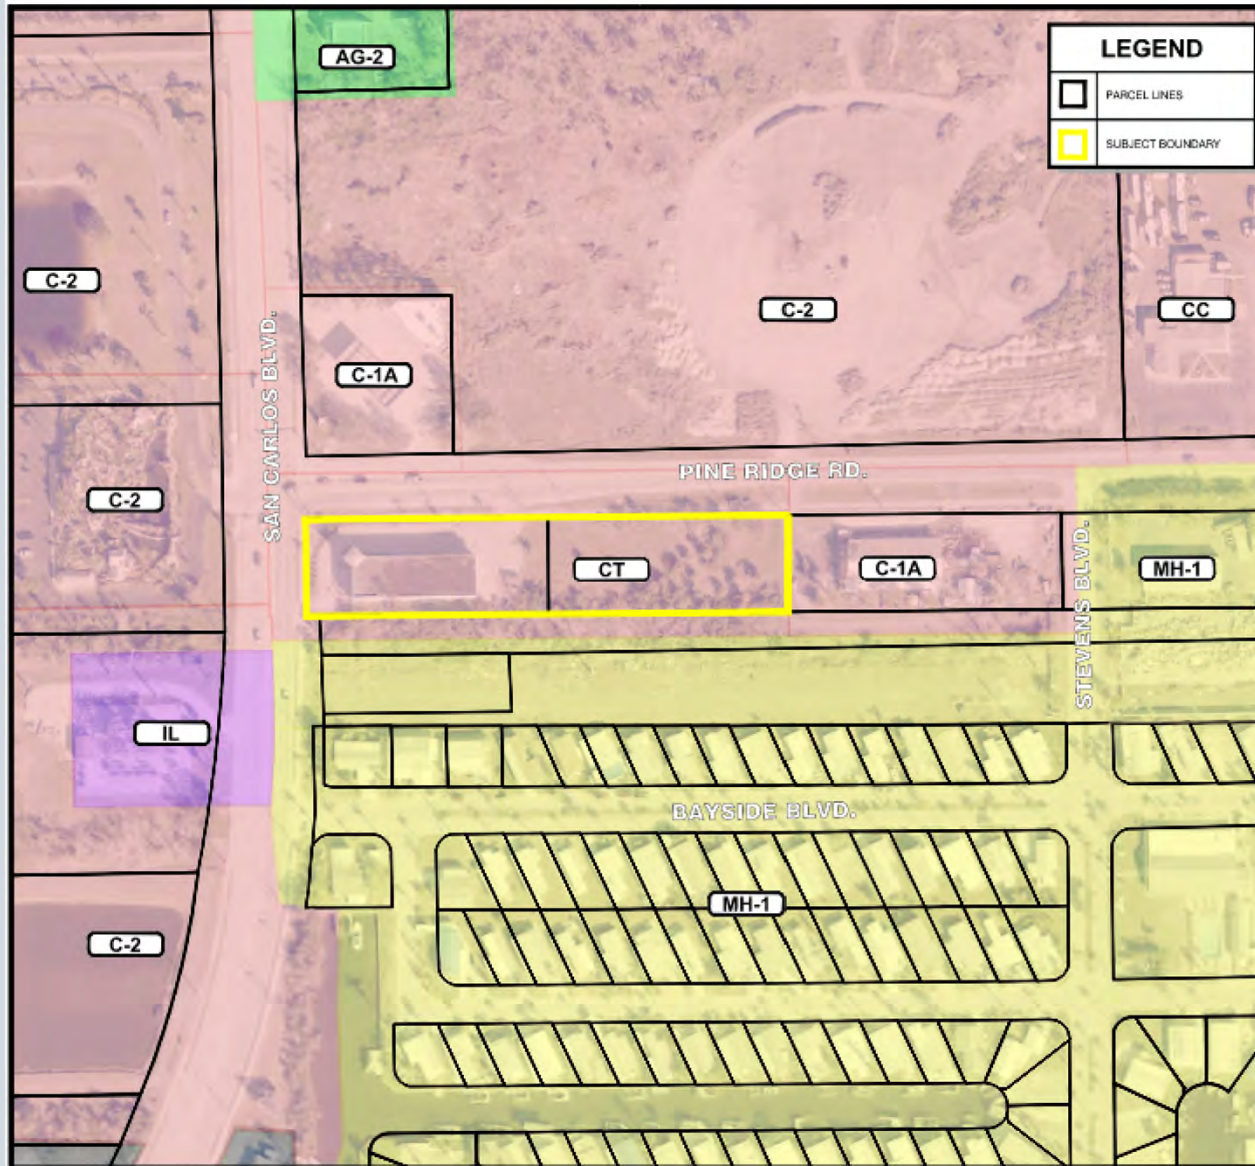 AG-2
LEGEND
PARCEL LINES
SUBJECT BOUNDARY
C-2
C-2
CC
SAN CARLOS BLVD.
C-1A
PINE RIDGE RD.
C-2
CT
C-1A
MH-1
STEVENS BLVD.
IL
BAYSIDE BLVD.
MH-1
C-2